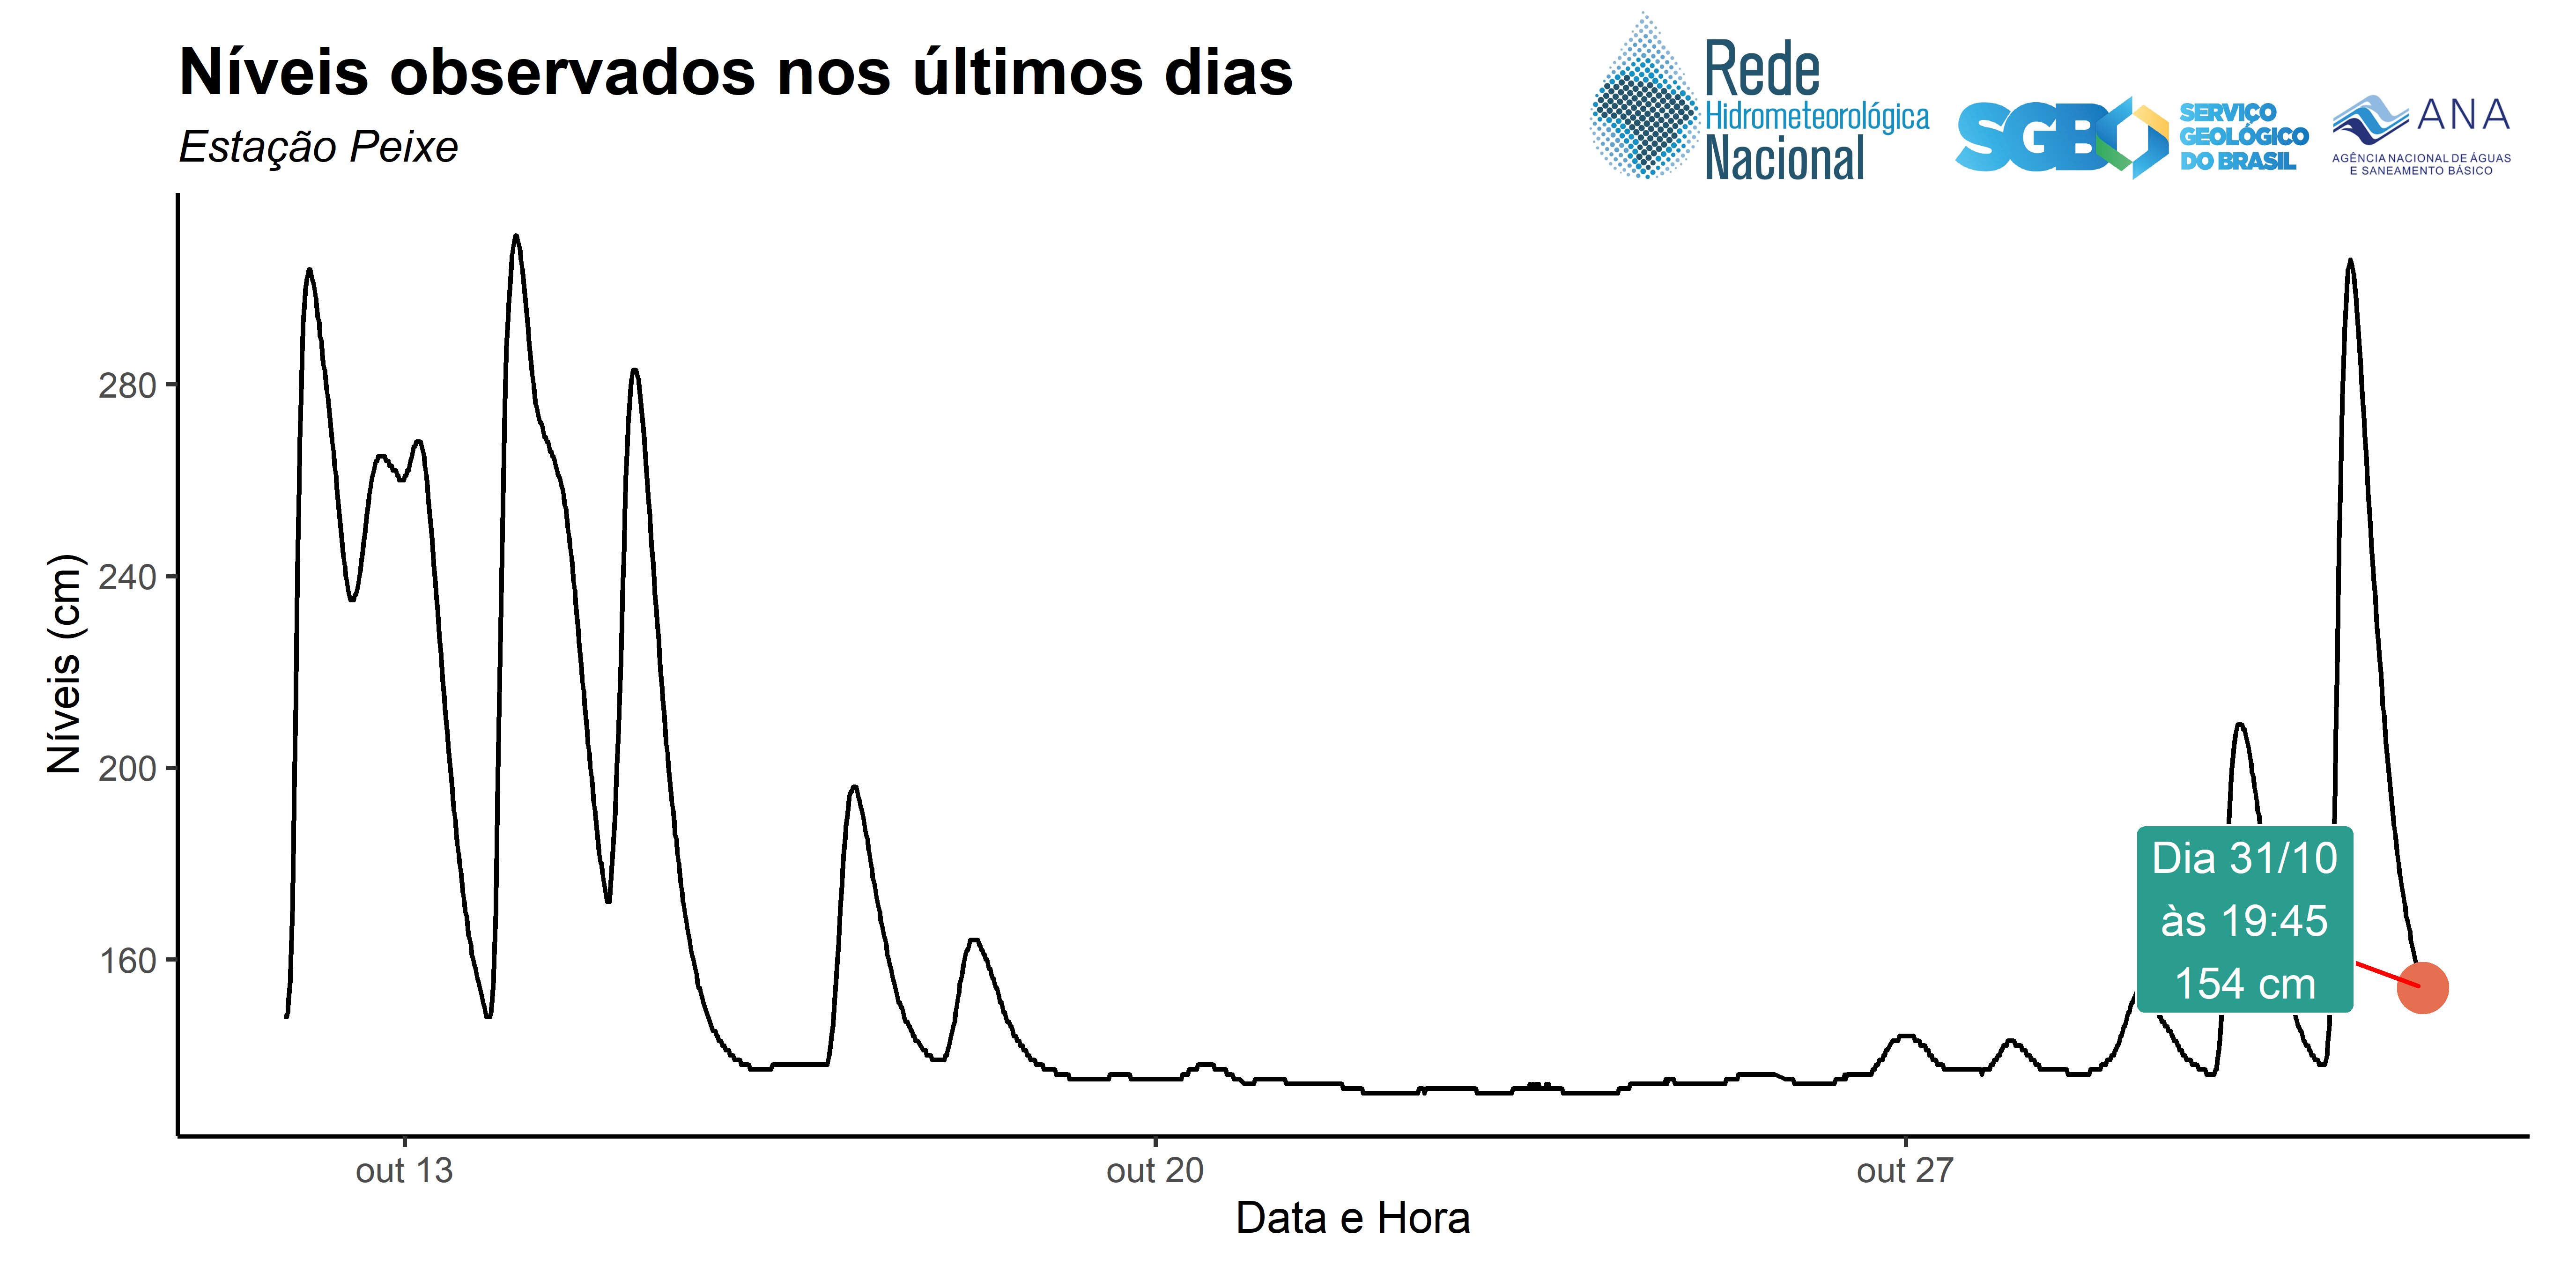 Níveis observados nos últimos dias
Estação Peixe
Rede
Hidrometeorológica
Nacional
SGB
SERVIÇO
GEOLÓGICO
DO BRASIL
ANA
AGÊNCIA NACIONAL DE ÁGUAS
E SANEAMENTO BÁSICO
Níveis (cm)
280
240
200
160
Dia 31/10
às 19:45
154 cm
out 13
out 20
out 27
Data e Hora